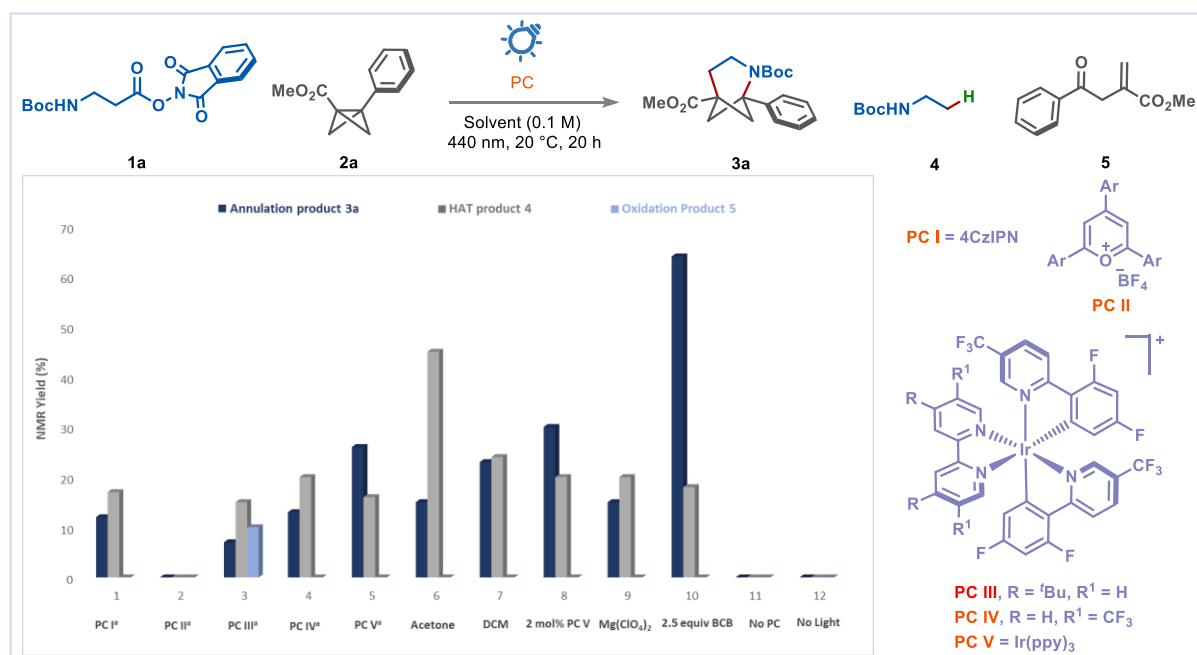 BocHN
O
O
N
O
O
1a
MeO₂C
2a
PC
Solvent (0.1 M)
440 nm, 20 °C, 20 h
MeO₂C
N
Boc
3a
BocHN
H
4
O
CO₂Me
5
Annulation product 3a
HAT product 4
Oxidation Product 5
NMR Yield (%)
70
60
50
40
30
20
10
0
1 2 3 4 5 6 7 8 9 10 11 12
PC Iᵃ PC IIᵃ PC IIIᵃ PC IVᵃ PC Vᵃ Acetone DCM 2 mol% PC V Mg(ClO₄)₂ 2.5 equiv BCB No PC No Light
PC I = 4CzIPN
Ar
Ar
O
+
Ar
−
BF₄
PC II
+
F₃C
F
R¹
R
N
N
F
Ir
N
N
CF₃
R
R¹
F
F
PC III, R = ᵗBu, R¹ = H
PC IV, R = H, R¹ = CF₃
PC V = Ir(ppy)₃